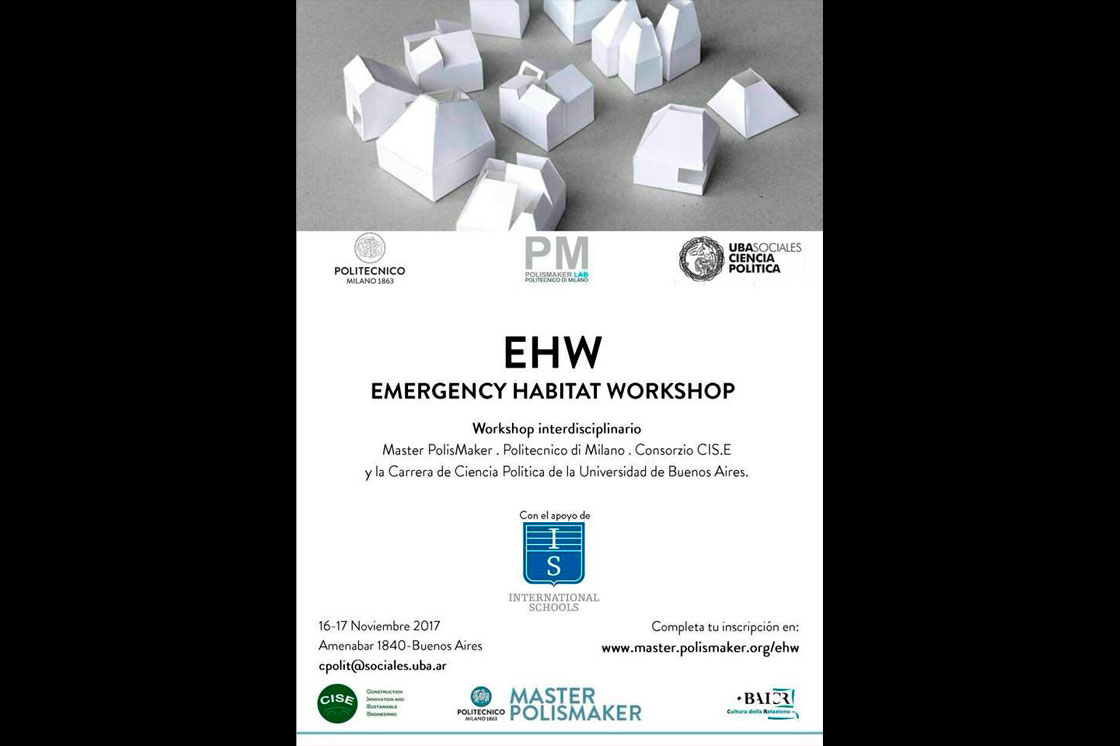 POLITECNICO
MILANO 1863
PM
POLISMAKER LAB
POLITECNICO DI MILANO
UBASOCIALES
CIENCIA
POLITICA
EHW
EMERGENCY HABITAT WORKSHOP
Workshop interdisciplinario
Master PolisMaker . Politecnico di Milano . Consorzio CIS.E
y la Carrera de Ciencia Política de la Universidad de Buenos Aires.
Con el apoyo de
I
S
INTERNATIONAL
SCHOOLS
16-17 Noviembre 2017
Amenabar 1840-Buenos Aires
cpolit@sociales.uba.ar
Completa tu inscripción en:
www.master.polismaker.org/ehw
CISE
CONSTRUCTION
INNOVATION AND
SUSTAINABLE
ENGINEERING
POLITECNICO
MILANO 1863
MASTER
POLISMAKER
Cultura della Relazione